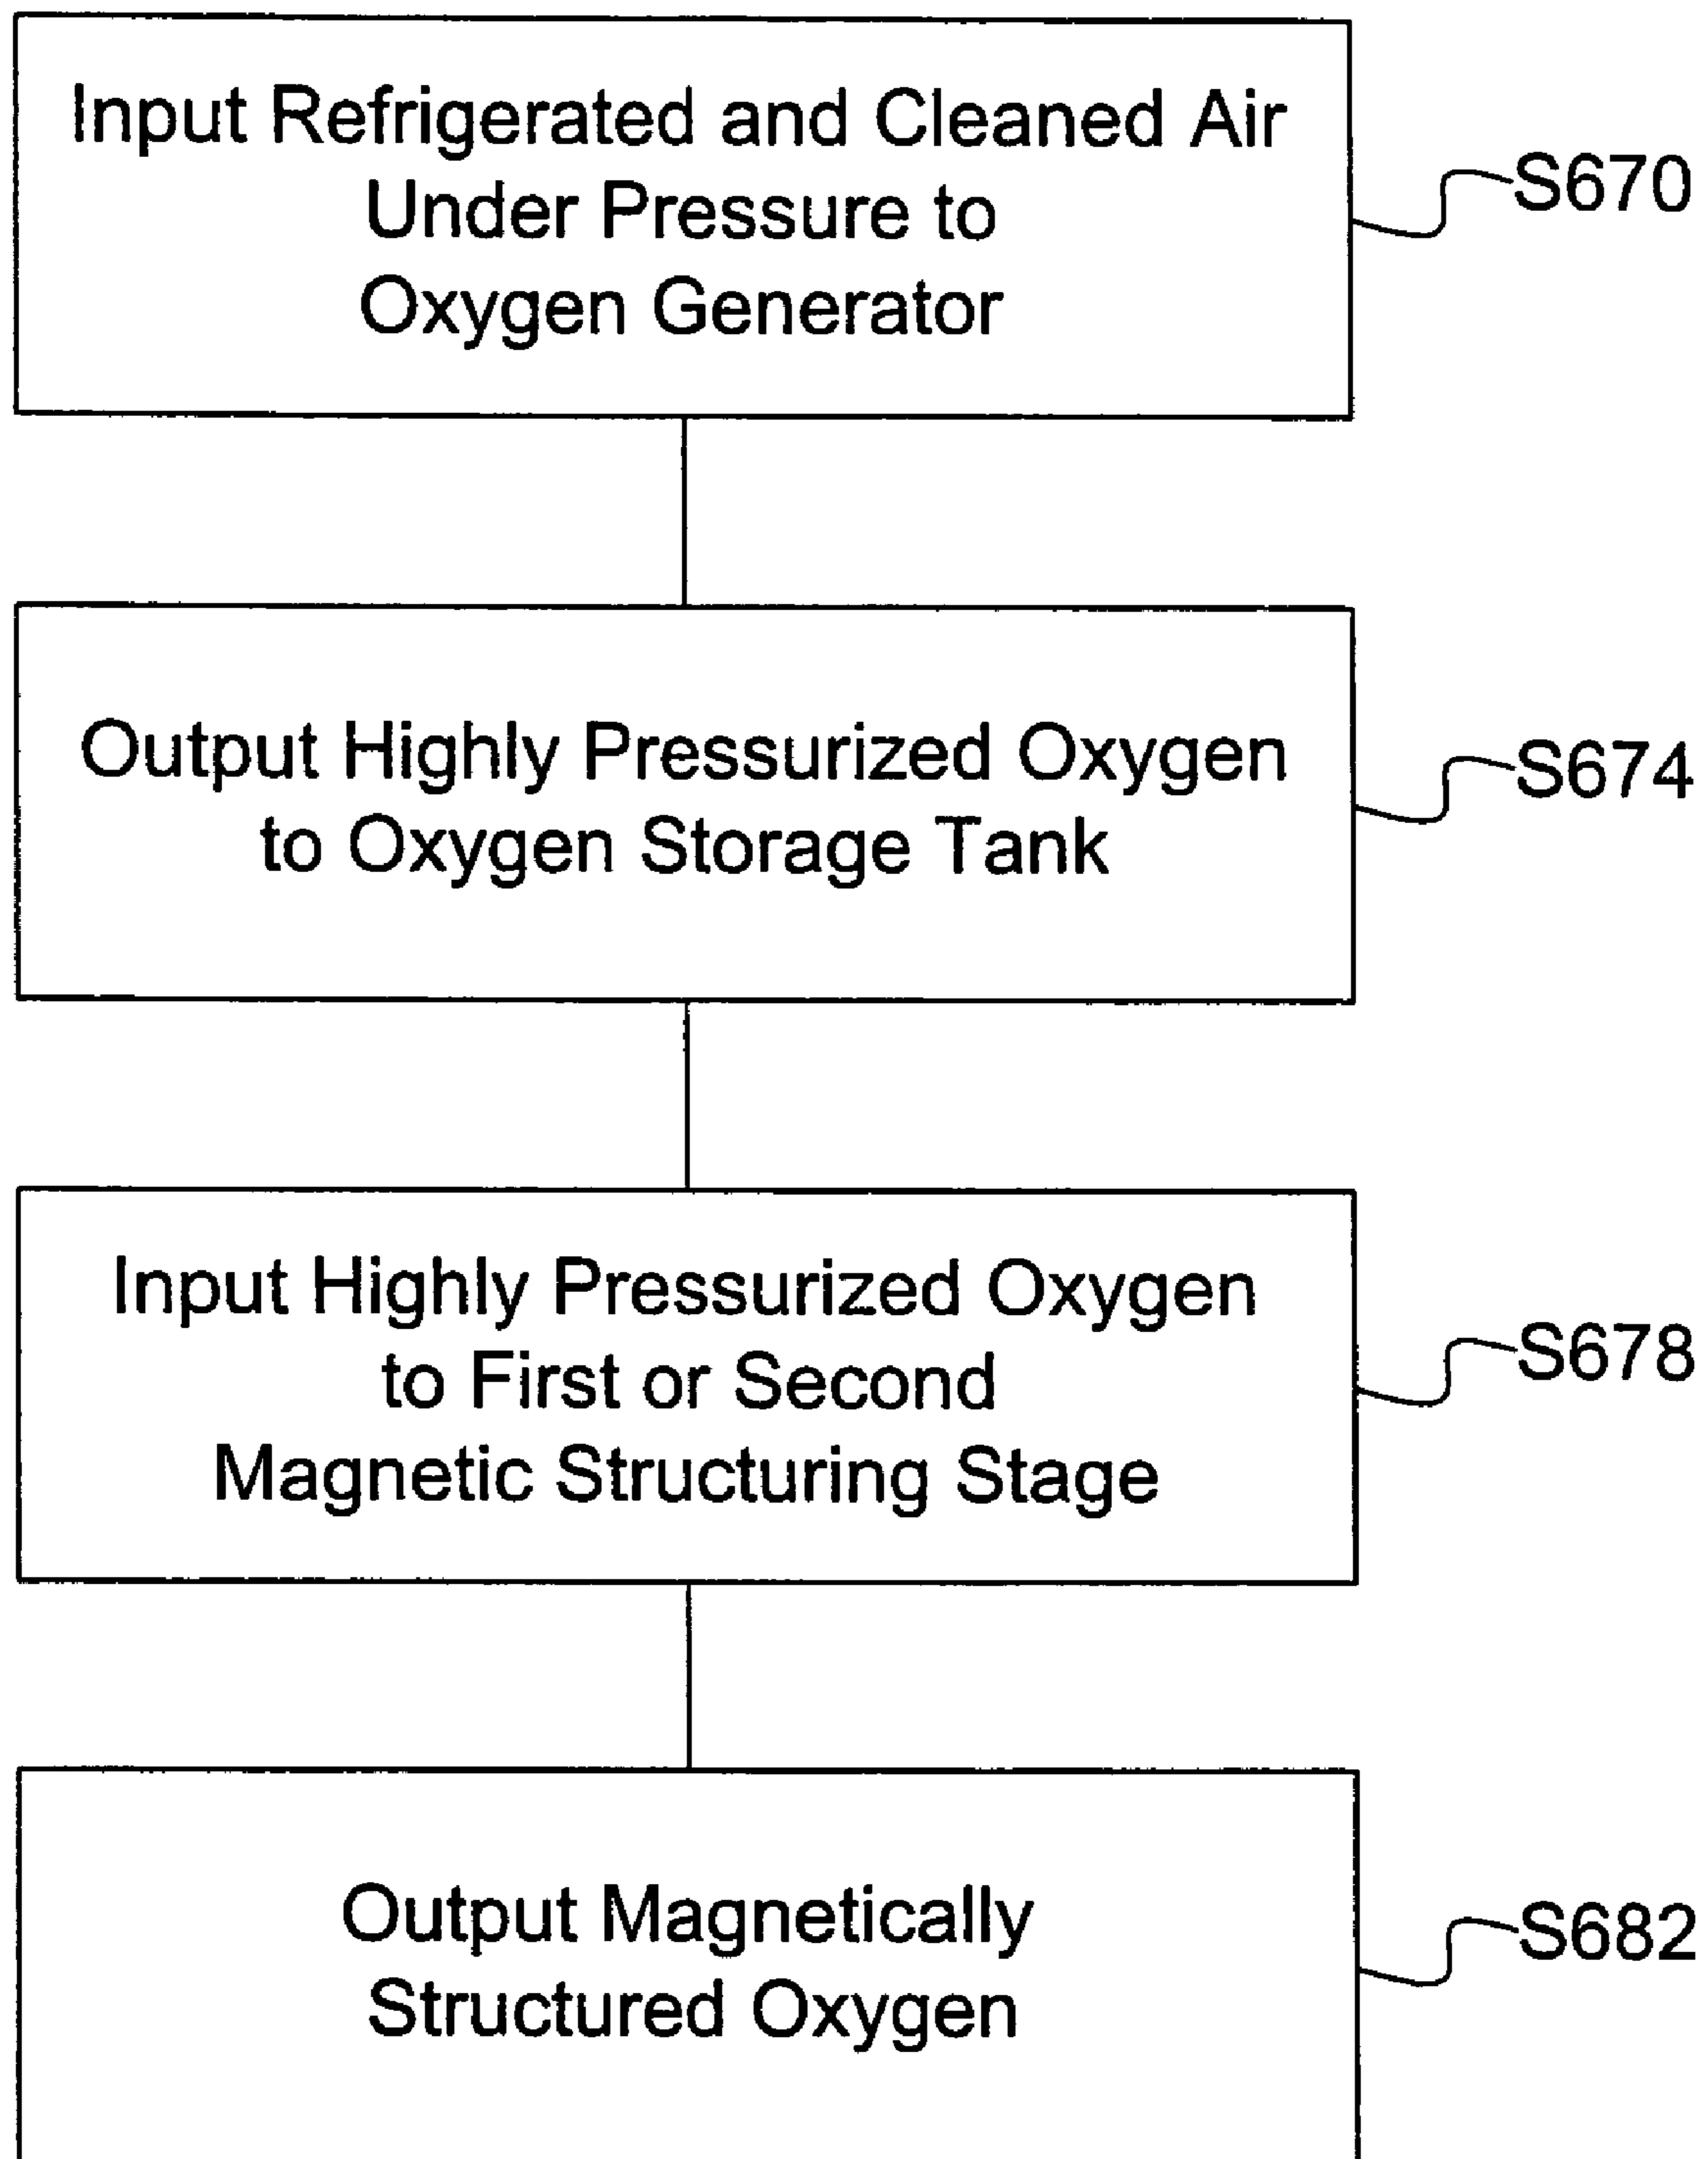 Input Refrigerated and Cleaned Air
Under Pressure to
Oxygen Generator
S670
Output Highly Pressurized Oxygen
to Oxygen Storage Tank
S674
Input Highly Pressurized Oxygen
to First or Second
Magnetic Structuring Stage
S678
Output Magnetically
Structured Oxygen
S682